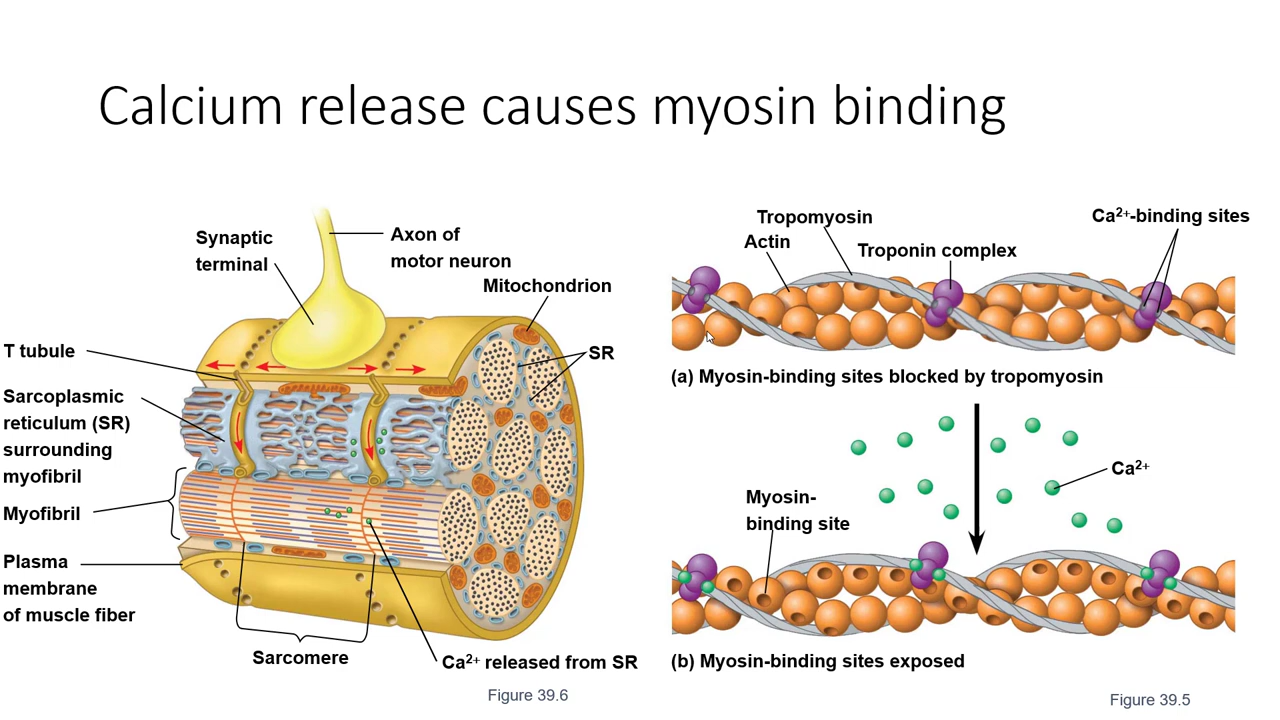 Calcium release causes myosin binding
Synaptic
terminal
Axon of
motor neuron
Mitochondrion
T tubule
SR
Sarcoplasmic
reticulum (SR)
surrounding
myofibril
Myofibril
Plasma
membrane
of muscle fiber
Sarcomere
Ca²⁺ released from SR
Figure 39.6
Tropomyosin
Actin
Troponin complex
Ca²⁺-binding sites
(a) Myosin-binding sites blocked by tropomyosin
Ca²⁺
Myosin-
binding site
(b) Myosin-binding sites exposed
Figure 39.5